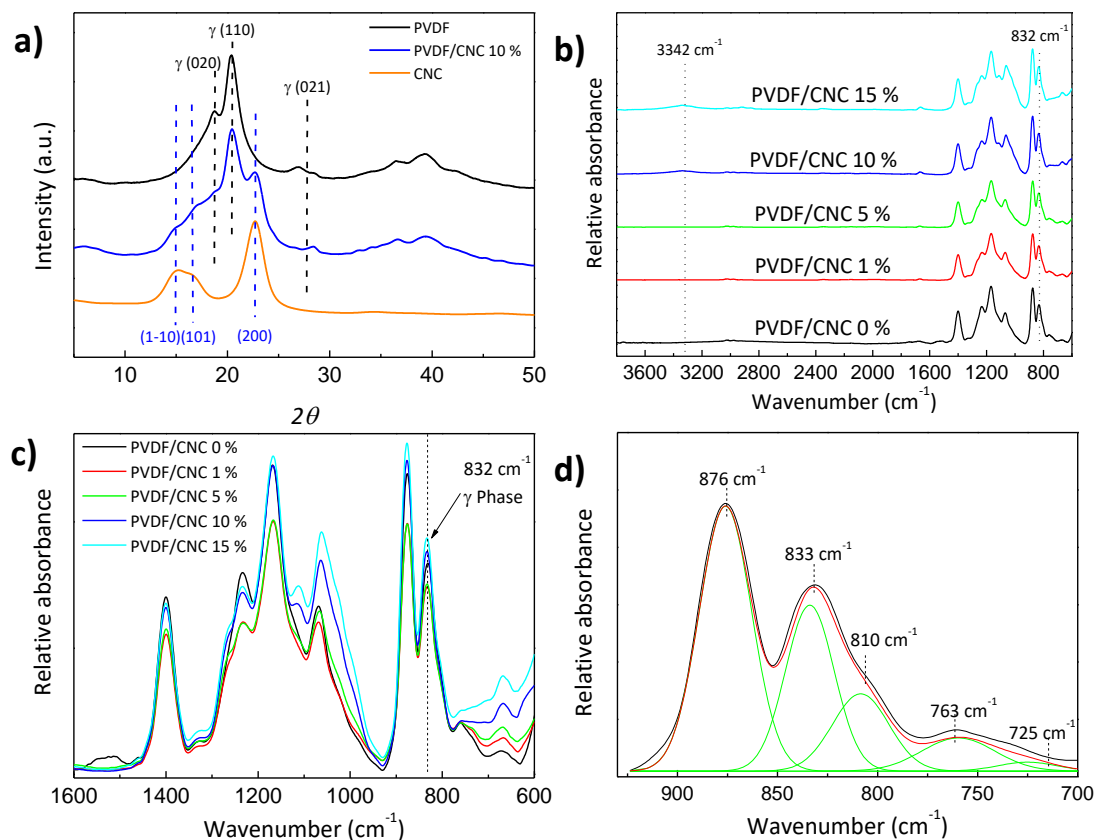 a)
γ (110)
γ (020)
γ (021)
PVDF
PVDF/CNC 10 %
CNC
(1-10)
(101)
(200)
Intensity (a.u.)
10
20
30
40
50
2θ
b)
3342 cm⁻¹
832 cm⁻¹
PVDF/CNC 15 %
PVDF/CNC 10 %
PVDF/CNC 5 %
PVDF/CNC 1 %
PVDF/CNC 0 %
Relative absorbance
3600
2800
2000
1200
800
Wavenumber (cm⁻¹)
c)
PVDF/CNC 0 %
PVDF/CNC 1 %
PVDF/CNC 5 %
PVDF/CNC 10 %
PVDF/CNC 15 %
832 cm⁻¹
γ Phase
Relative absorbance
1600
1400
1200
1000
800
600
Wavenumber (cm⁻¹)
d)
876 cm⁻¹
833 cm⁻¹
810 cm⁻¹
763 cm⁻¹
725 cm⁻¹
Relative absorbance
900
850
800
750
700
Wavenumber (cm⁻¹)